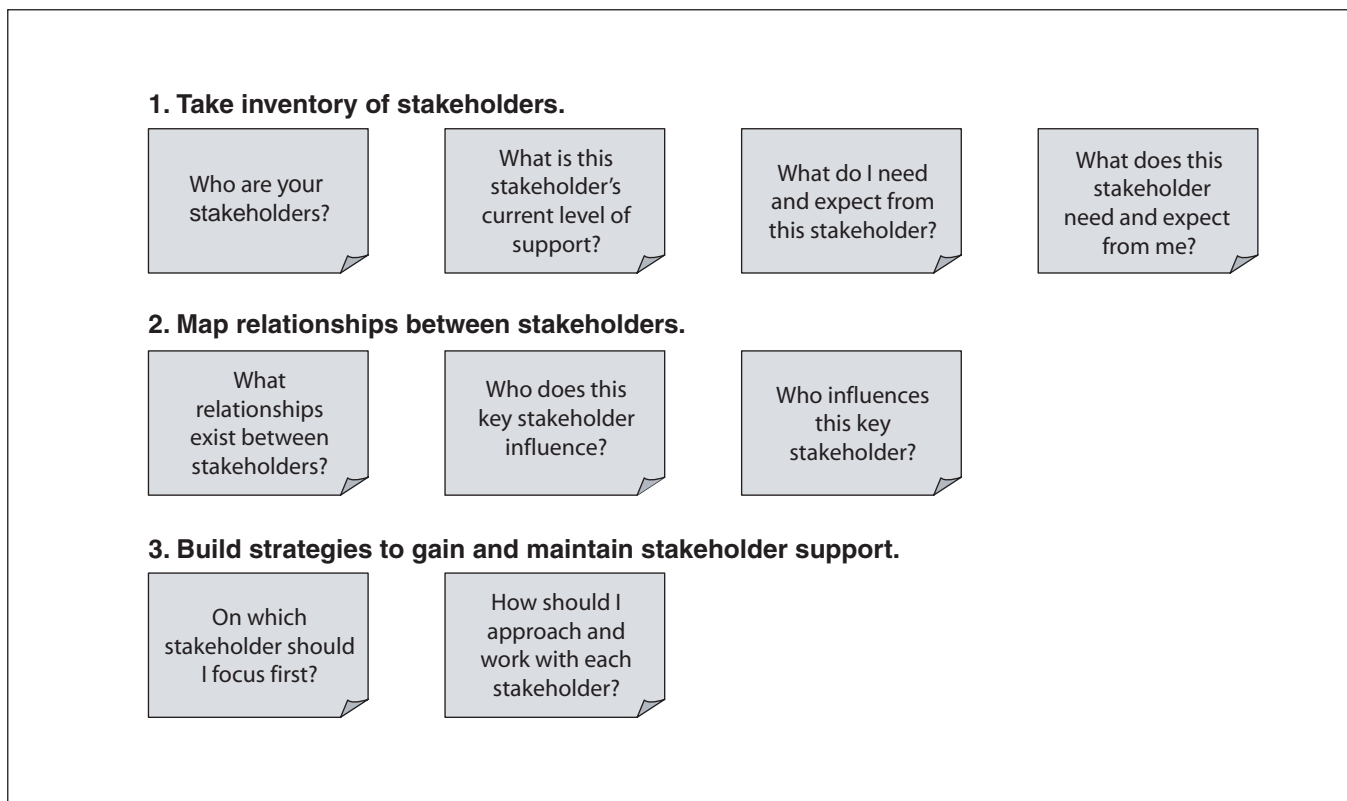 1. Take inventory of stakeholders.
Who are your
stakeholders?
What is this
stakeholder’s
current level of
support?
What do I need
and expect from
this stakeholder?
What does this
stakeholder
need and expect
from me?
2. Map relationships between stakeholders.
What
relationships
exist between
stakeholders?
Who does this
key stakeholder
influence?
Who influences
this key
stakeholder?
3. Build strategies to gain and maintain stakeholder support.
On which
stakeholder should
I focus first?
How should I
approach and
work with each
stakeholder?